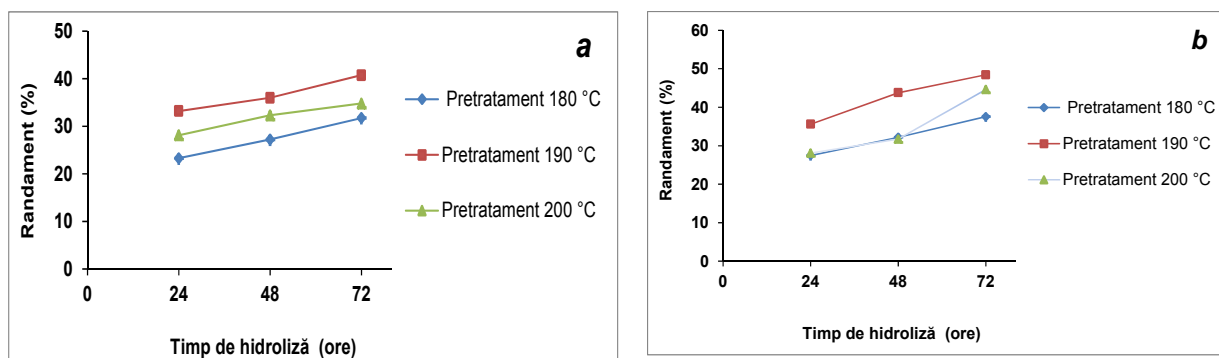 a
50
40
30
20
10
0
Randament (%)
0 24 48 72
Timp de hidroliză (ore)
Pretratament 180 °C
Pretratament 190 °C
Pretratament 200 °C
b
60
50
40
30
20
10
0
Randament (%)
0 24 48 72
Timp de hidroliză (ore)
Pretratament 180 °C
Pretratament 190 °C
Pretratament 200 °C